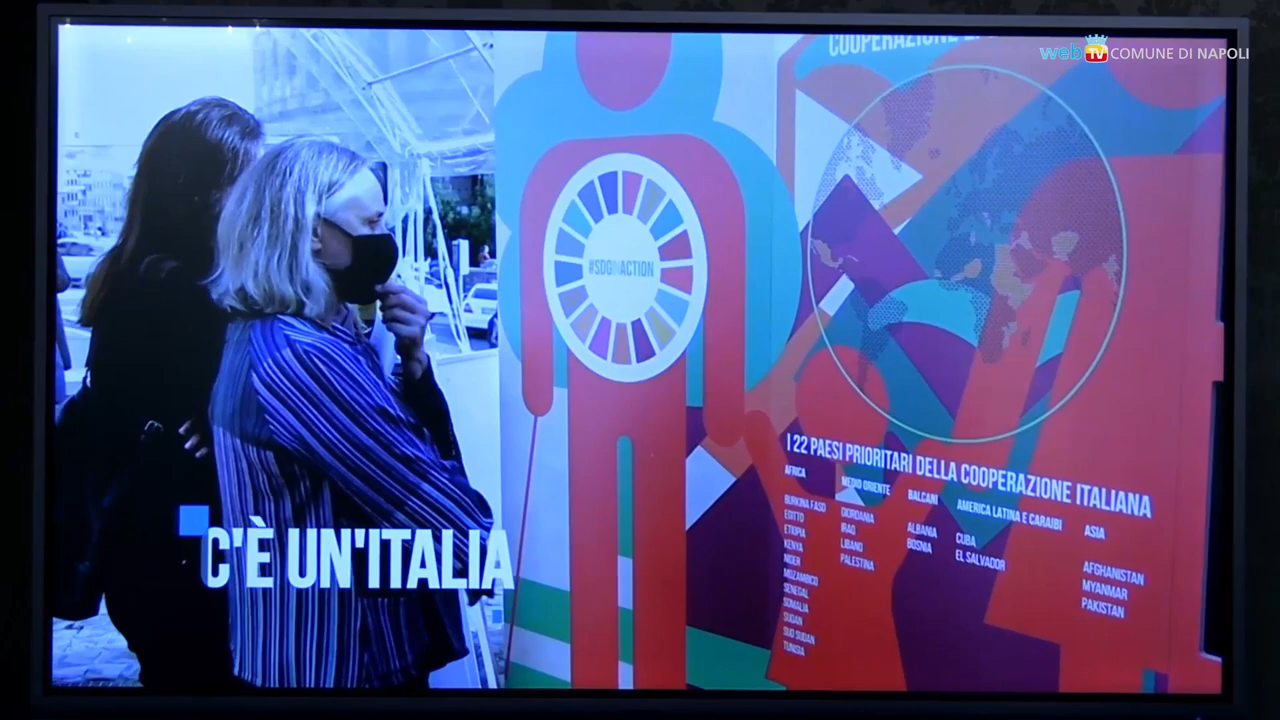 COOPERAZIONE
web TV COMUNE DI NAPOLI
#SDGINACTION
I 22 PAESI PRIORITARI DELLA COOPERAZIONE ITALIANA
AFRICA
BURKINA FASO
EGITTO
ETIOPIA
KENYA
NIGER
MOZAMBICO
SENEGAL
SOMALIA
SUDAN
SUD SUDAN
TUNISIA
MEDIO ORIENTE
GIORDANIA
IRAQ
LIBANO
PALESTINA
BALCANI
ALBANIA
BOSNIA
AMERICA LATINA E CARAIBI
CUBA
EL SALVADOR
ASIA
AFGHANISTAN
MYANMAR
PAKISTAN
C'È UN'ITALIA